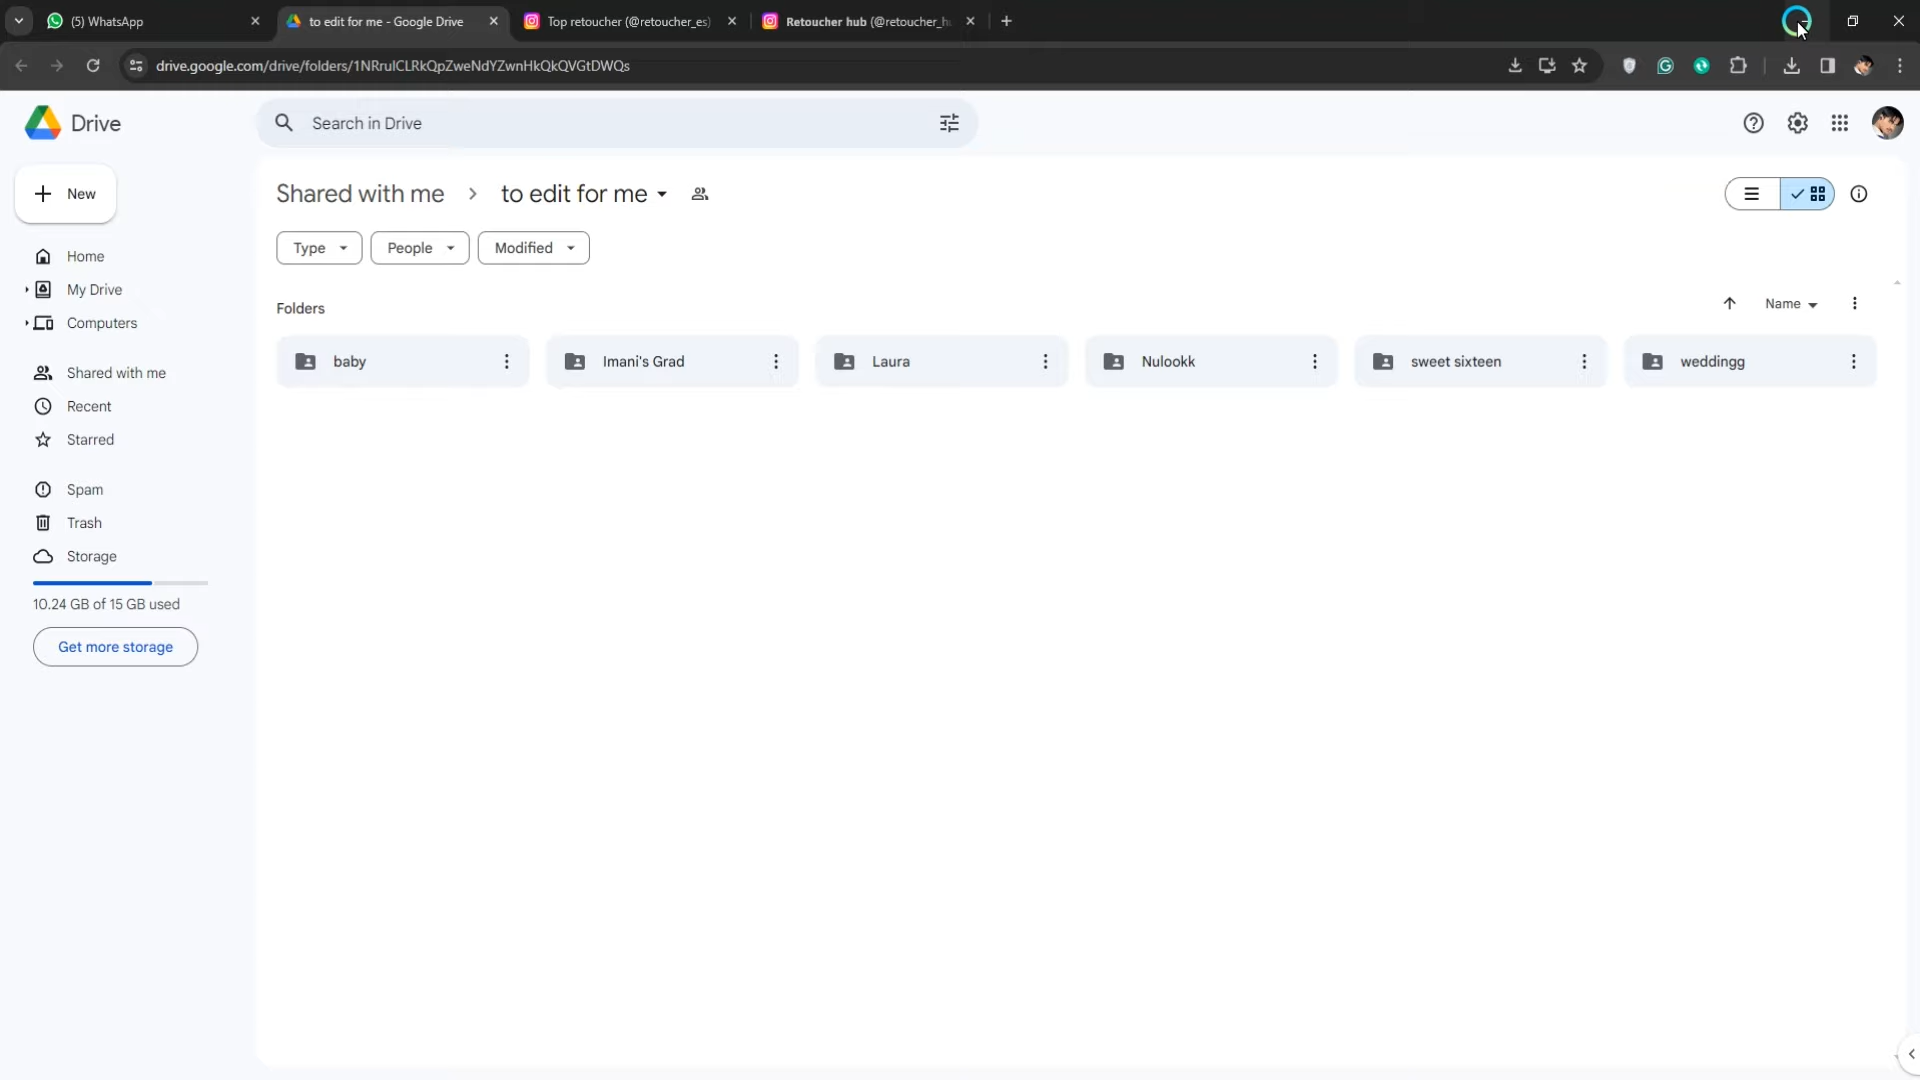 (5) WhatsApp
to edit for me - Google Drive
Top retoucher (@retoucher_es)
Retoucher hub (@retoucher_hu
drive.google.com/drive/folders/1NRrulCLRkQpZweNdYZwnHkQkQVGtDWQs
Drive
Search in Drive
New
Shared with me
to edit for me
Type
People
Modified
Home
My Drive
Computers
Shared with me
Recent
Starred
Spam
Trash
Storage
10.24 GB of 15 GB used
Get more storage
Folders
Name
baby
Imani's Grad
Laura
Nulookk
sweet sixteen
weddingg